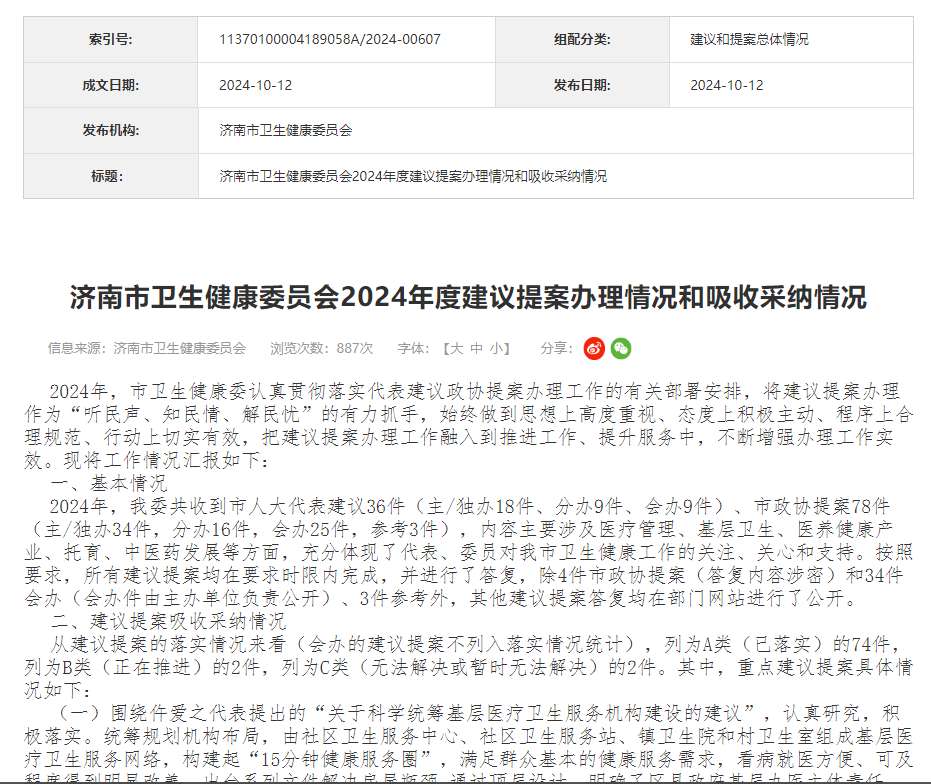 索引号: 11370100004189058A/2024-00607 组配分类: 建议和提案总体情况
成文日期: 2024-10-12 发布日期: 2024-10-12
发布机构: 济南市卫生健康委员会
标题: 济南市卫生健康委员会2024年度建议提案办理情况和吸收采纳情况
济南市卫生健康委员会2024年度建议提案办理情况和吸收采纳情况
信息来源：济南市卫生健康委员会 浏览次数：887次 字体：【大 中 小】 分享：
2024年，市卫生健康委认真贯彻落实代表建议政协提案办理工作的有关部署安排，将建议提案办理
作为“听民声、知民情、解民忧”的有力抓手，始终做到思想上高度重视、态度上积极主动、程序上合
理规范、行动上切实有效，把建议提案办理工作融入到推进工作、提升服务中，不断增强办理工作实
效。现将工作情况汇报如下：
一、基本情况
2024年，我委共收到市人大代表建议36件（主/独办18件、分办9件、会办9件）、市政协提案78件
（主/独办34件，分办16件，会办25件，参考3件），内容主要涉及医疗管理、基层卫生、医养健康产
业、托育、中医药发展等方面，充分体现了代表、委员对我市卫生健康工作的关注、关心和支持。按照
要求，所有建议提案均在要求时限内完成，并进行了答复，除4件市政协提案（答复内容涉密）和34件
会办（会办件由主办单位负责公开）、3件参考外，其他建议提案答复均在部门网站进行了公开。
二、建议提案吸收采纳情况
从建议提案的落实情况来看（会办的建议提案不列入落实情况统计），列为A类（已落实）的74件，
列为B类（正在推进）的2件，列为C类（无法解决或暂时无法解决）的2件。其中，重点建议提案具体情
况如下：
（一）围绕仵爱之代表提出的“关于科学统筹基层医疗卫生服务机构建设的建议”，认真研究，积
极落实。统筹规划机构布局，由社区卫生服务中心、社区卫生服务站、镇卫生院和村卫生室组成基层医
疗卫生服务网络，构建起“15分钟健康服务圈”，满足群众基本的健康服务需求，看病就医方便、可及
程度得到明显改善。出台系列文件解决房屋瓶颈 通过顶层设计 明确了区县政府基层办医主体责任